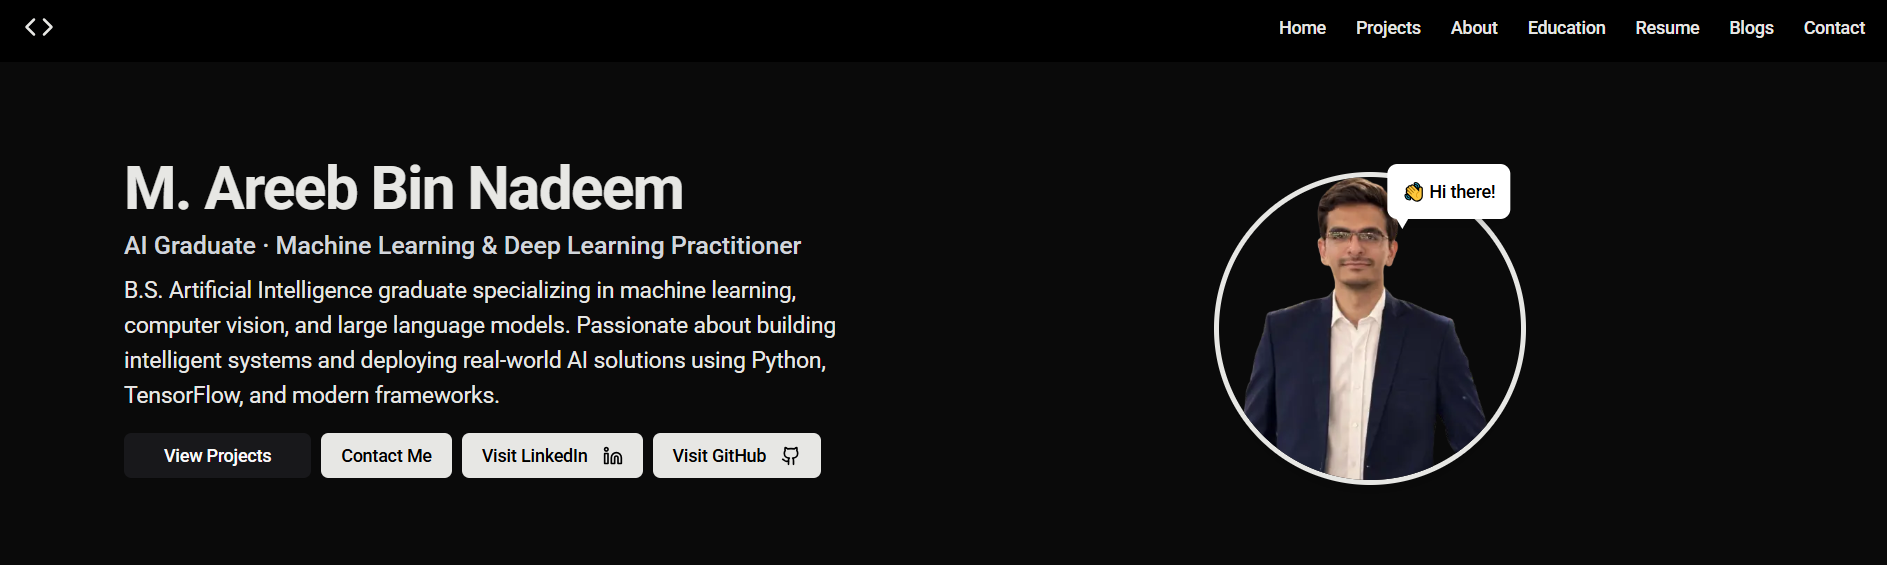 Home Projects About Education Resume Blogs Contact
M. Areeb Bin Nadeem
👋 Hi there!
AI Graduate · Machine Learning & Deep Learning Practitioner
B.S. Artificial Intelligence graduate specializing in machine learning,
computer vision, and large language models. Passionate about building
intelligent systems and deploying real-world AI solutions using Python,
TensorFlow, and modern frameworks.
View Projects Contact Me Visit LinkedIn Visit GitHub